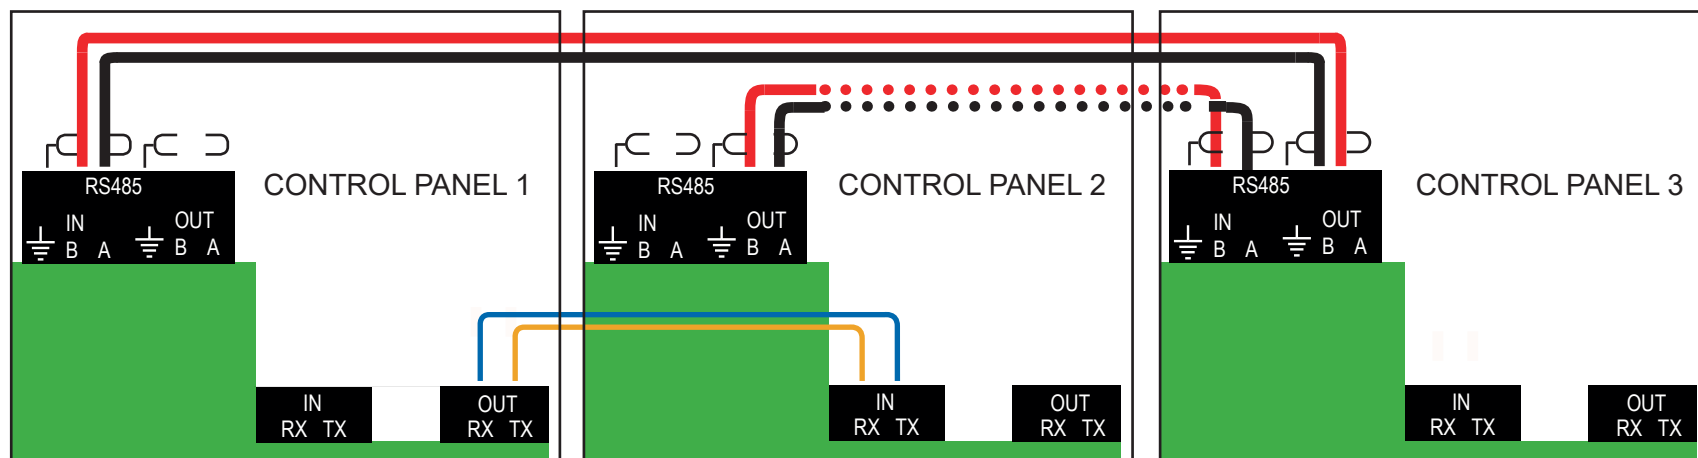 RS485
IN OUT
B A B A
CONTROL PANEL 1
IN
RX TX
OUT
RX TX
RS485
IN OUT
B A B A
CONTROL PANEL 2
IN
RX TX
OUT
RX TX
RS485
IN OUT
B A B A
CONTROL PANEL 3
IN
RX TX
OUT
RX TX